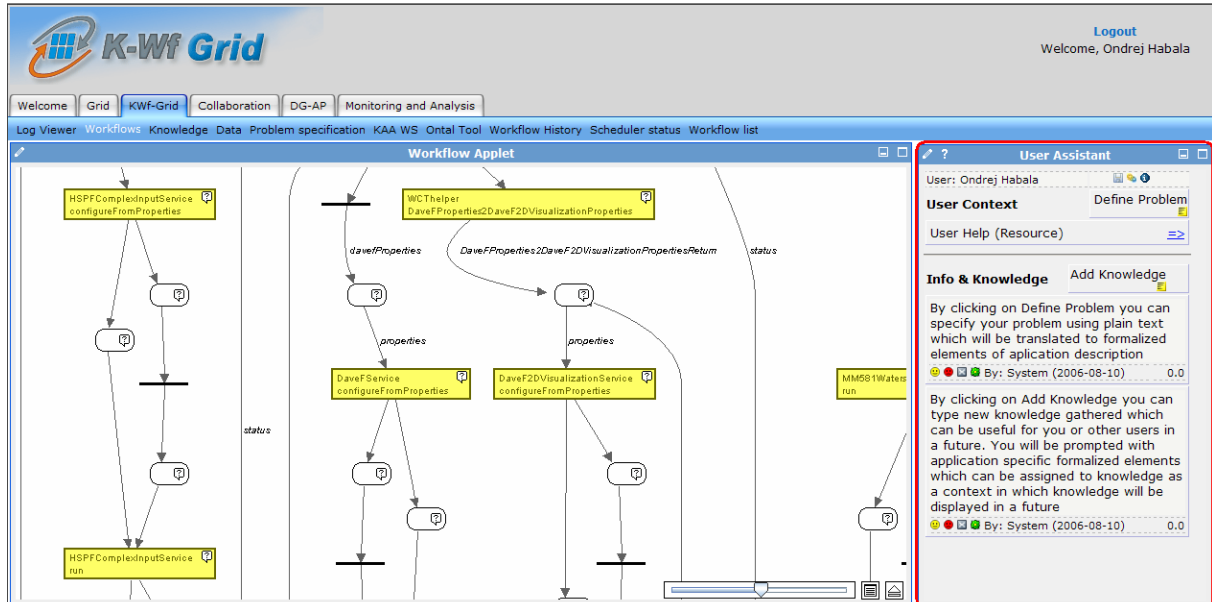 K-Wf Grid
Logout
Welcome, Ondrej Habala
Welcome Grid KWf-Grid Collaboration DG-AP Monitoring and Analysis
Log Viewer Workflows Knowledge Data Problem specification KAA WS Ontal Tool Workflow History Scheduler status Workflow list
Workflow Applet
HSPFComplexInputService
configureFromProperties
WCThelper
DaveFProperties2DaveF2DVisualizationProperties
davefProperties
DaveFProperties2DaveF2DVisualizationPropertiesReturn
status
properties
properties
DaveFService
configureFromProperties
DaveF2DVisualizationService
configureFromProperties
MM581Waters
run
status
HSPFComplexInputService
run
? User Assistant
User: Ondrej Habala
User Context
Define Problem
User Help (Resource) =>
Info & Knowledge
Add Knowledge
By clicking on Define Problem you can
specify your problem using plain text
which will be translated to formalized
elements of aplication description
By: System (2006-08-10) 0.0
By clicking on Add Knowledge you can
type new knowledge gathered which
can be useful for you or other users in
a future. You will be prompted with
application specific formalized elements
which can be assigned to knowledge as
a context in which knowledge will be
displayed in a future
By: System (2006-08-10) 0.0